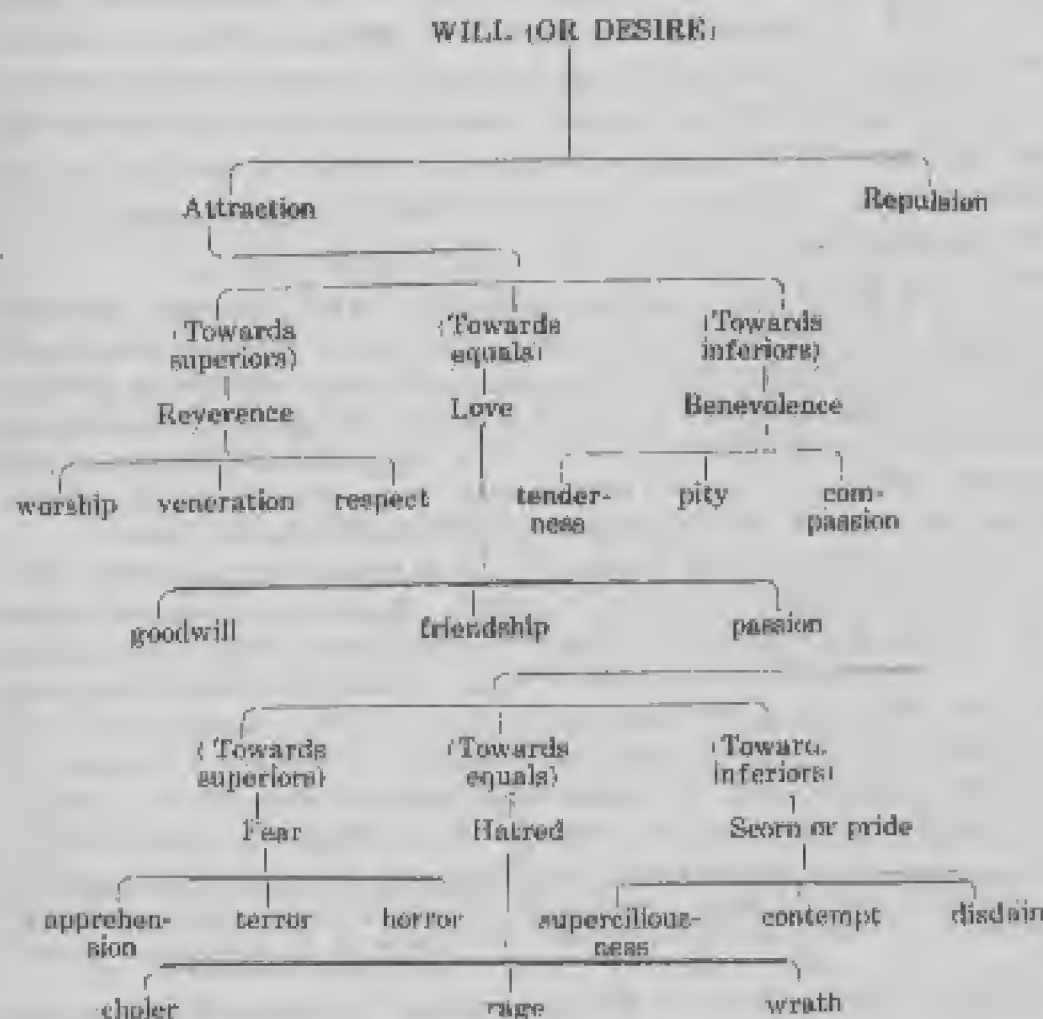 WILL (OR DESIRE)
Attraction
Repulsion
(Towards
superiors)
(Towards
equals)
(Towards
inferiors)
Reverence
Love
Benevolence
worship
veneration
respect
tender-
ness
pity
com-
passion
goodwill
friendship
passion
(Towards
superiors)
(Towards
equals)
(Towards
inferiors)
Fear
Hatred
Scorn or pride
apprehen-
sion
terror
horror
supercilious-
ness
contempt
disdain
choler
rage
wrath